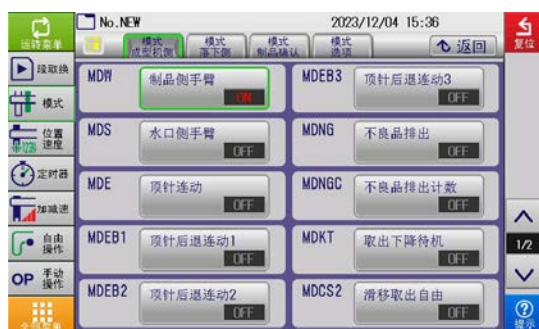 运转菜单
No.NEW
2023/12/04 15:36
复位
模式
成型机侧
模式
落下侧
模式
制品确认
模式
选项
返回
段取换
模式
位置
速度
定时器
加减速
自由
操作
OP
手动
操作
MDW
制品侧手臂
ON
MDEB3
顶针后退连动3
OFF
MDS
水口侧手臂
OFF
MDNG
不良品排出
OFF
MDE
顶针连动
OFF
MDNGC
不良品排出计数
OFF
MDEB1
顶针后退连动1
OFF
MDKT
取出下降待机
OFF
MDEB2
顶针后退连动2
OFF
MDCS2
滑移取出自由
OFF
1/2
提示